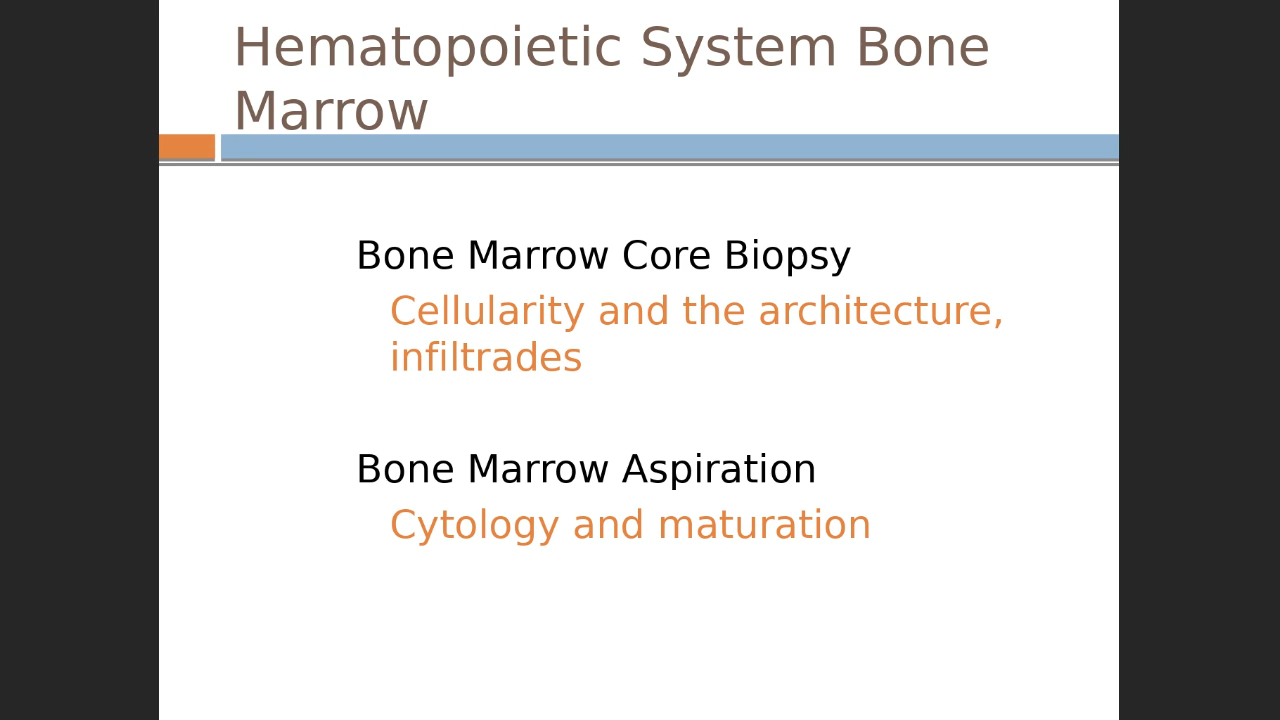 Hematopoietic System Bone
Marrow
Bone Marrow Core Biopsy
Cellularity and the architecture,
infiltrades
Bone Marrow Aspiration
Cytology and maturation